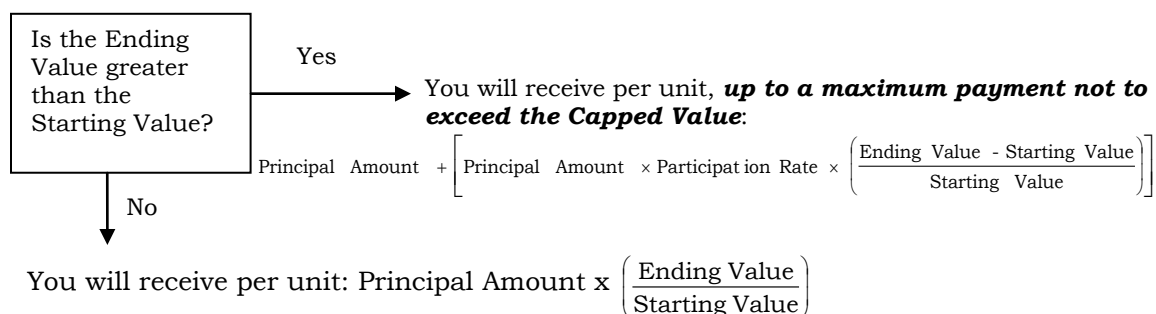 Is the Ending
Value greater
than the
Starting Value?
Yes
You will receive per unit, up to a maximum payment not to
exceed the Capped Value:
Principal Amount + [Principal Amount × Participat ion Rate × (Ending Value - Starting Value / Starting Value)]
No
You will receive per unit: Principal Amount x (Ending Value / Starting Value)